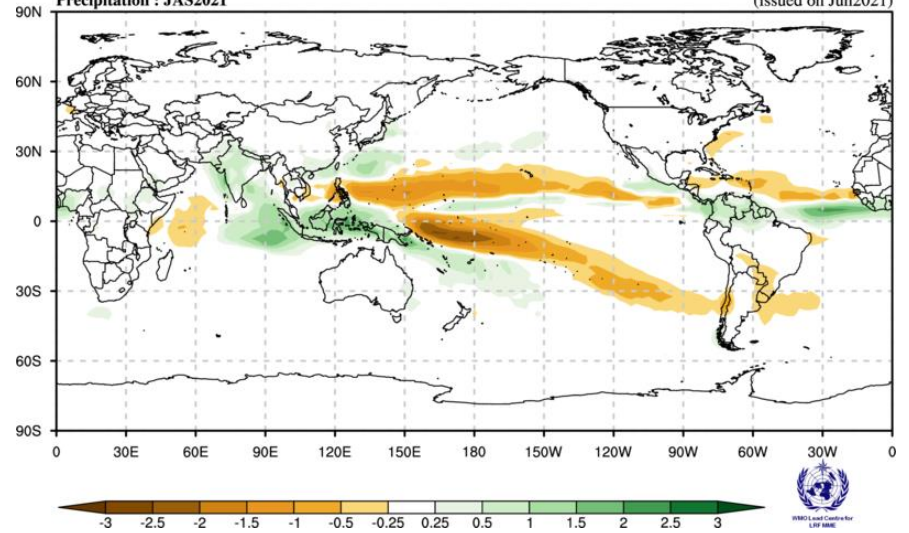 Precipitation : JAS2021
(issued on Jun2021)
90N
60N
30N
0
30S
60S
90S
0 30E 60E 90E 120E 150E 180 150W 120W 90W 60W 30W 0
-3 -2.5 -2 -1.5 -1 -0.5 -0.25 0.25 0.5 1 1.5 2 2.5 3
WMO Lead Centre for
LRF MME